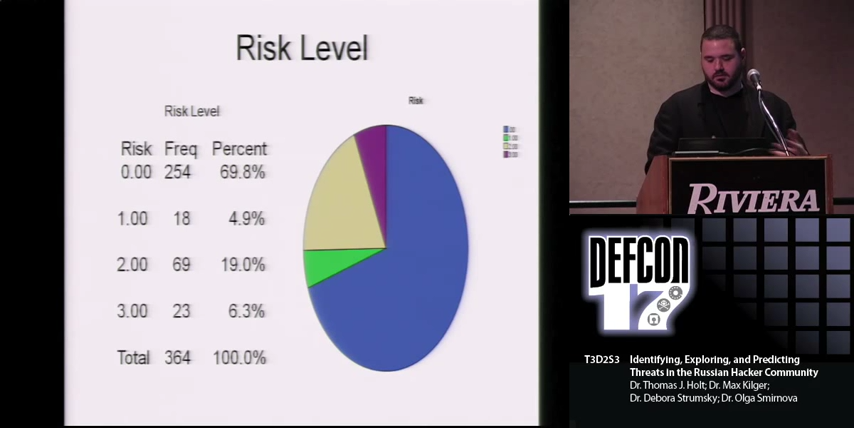 Risk Level
Risk Level
Risk
Risk Freq Percent
0.00 254 69.8%
1.00 18 4.9%
2.00 69 19.0%
3.00 23 6.3%
Total 364 100.0%
RIVIERA
DEFCON
17
T3D2S3 Identifying, Exploring, and Predicting
Threats in the Russian Hacker Community
Dr. Thomas J. Holt; Dr. Max Kilger;
Dr. Debora Strumsky; Dr. Olga Smirnova